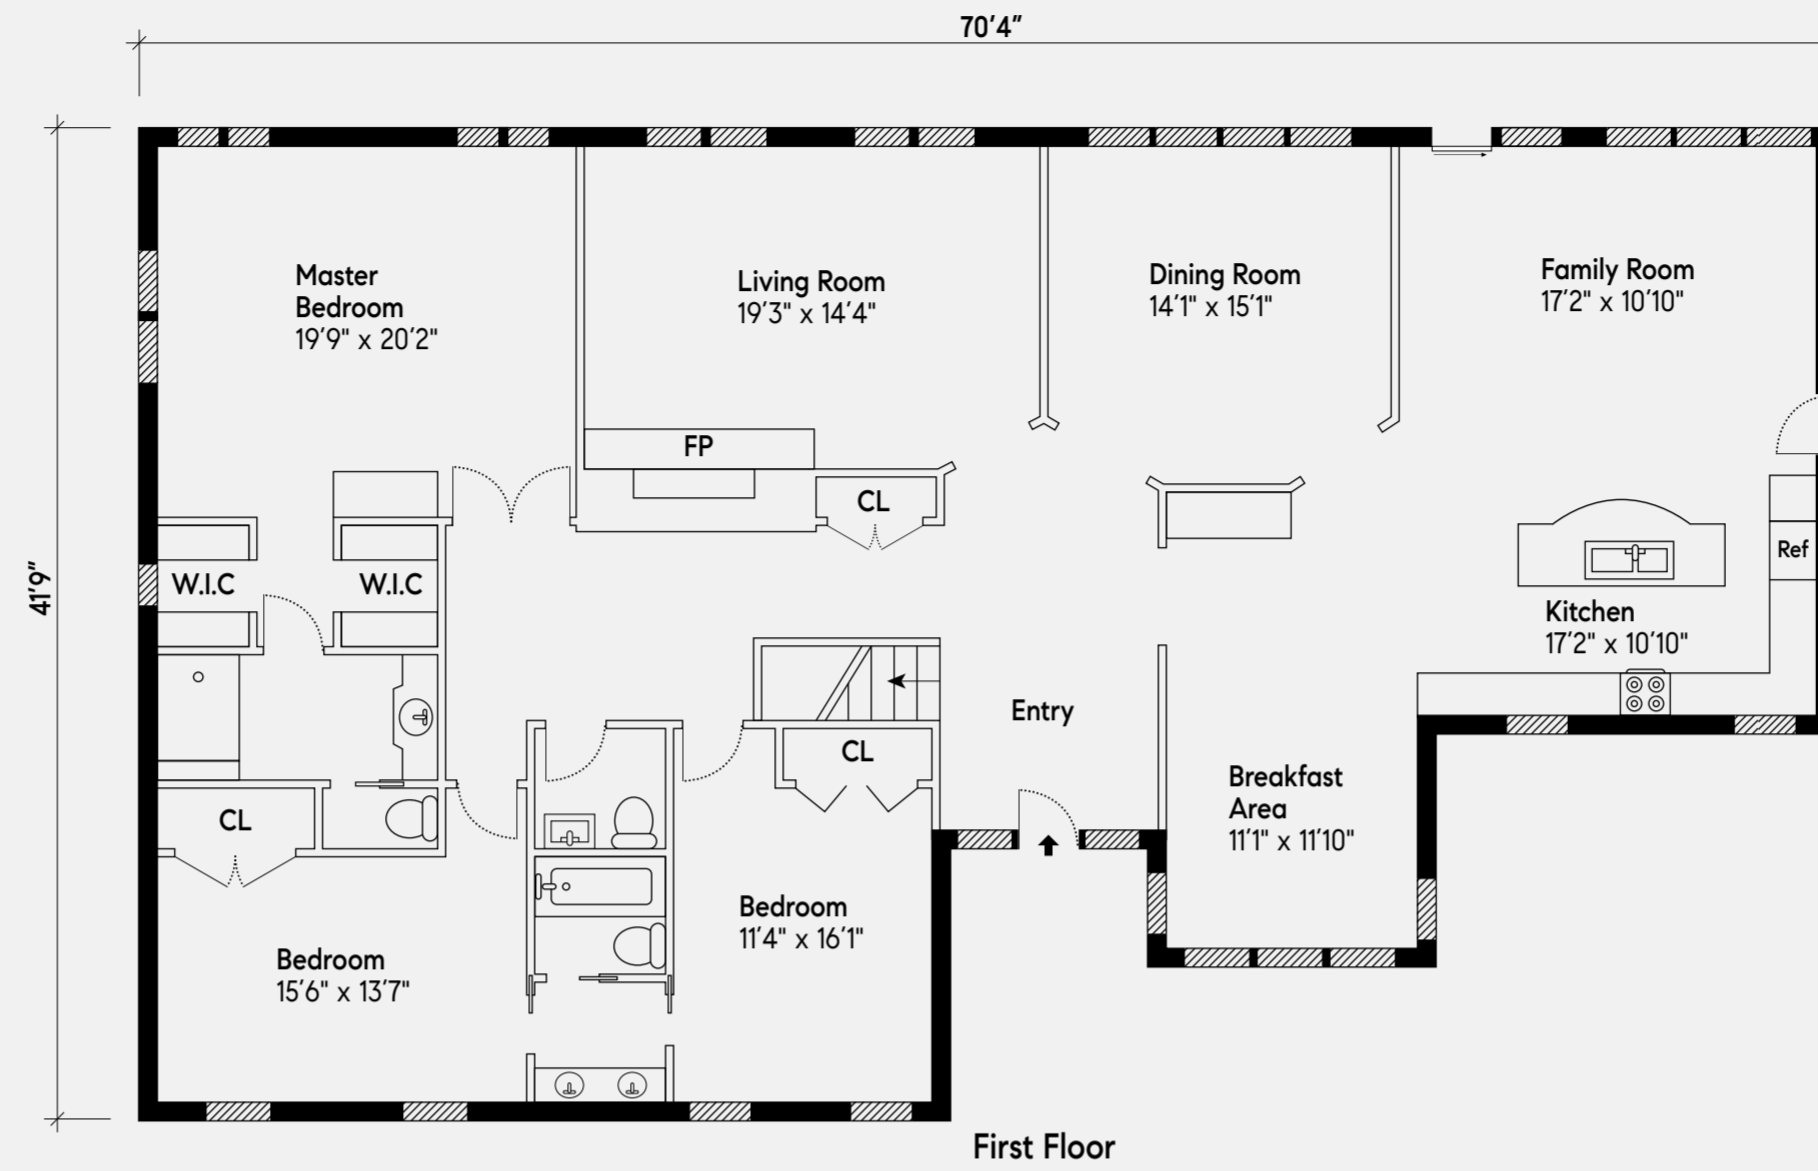 70'4"
41'9"
Master
Bedroom
19'9" x 20'2"
Living Room
19'3" x 14'4"
Dining Room
14'1" x 15'1"
Family Room
17'2" x 10'10"
FP
CL
W.I.C
W.I.C
Ref
Kitchen
17'2" x 10'10"
Entry
CL
Breakfast
Area
11'1" x 11'10"
CL
Bedroom
11'4" x 16'1"
Bedroom
15'6" x 13'7"
First Floor